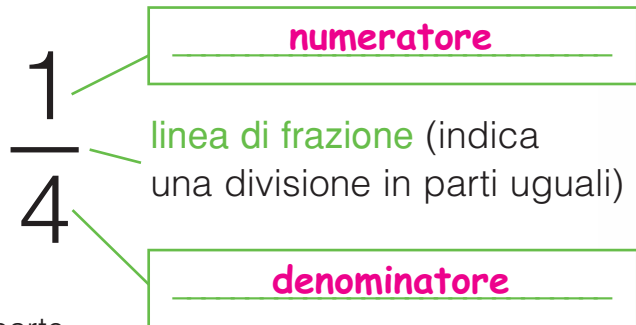 numeratore
1
linea di frazione (indica
una divisione in parti uguali)
4
denominatore